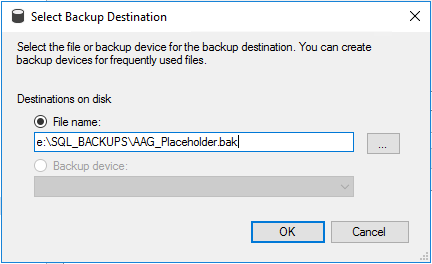 Select Backup Destination
Select the file or backup device for the backup destination. You can create
backup devices for frequently used files.
Destinations on disk
File name:
e:\SQL_BACKUPS\AAG_Placeholder.bak
...
Backup device:
OK
Cancel